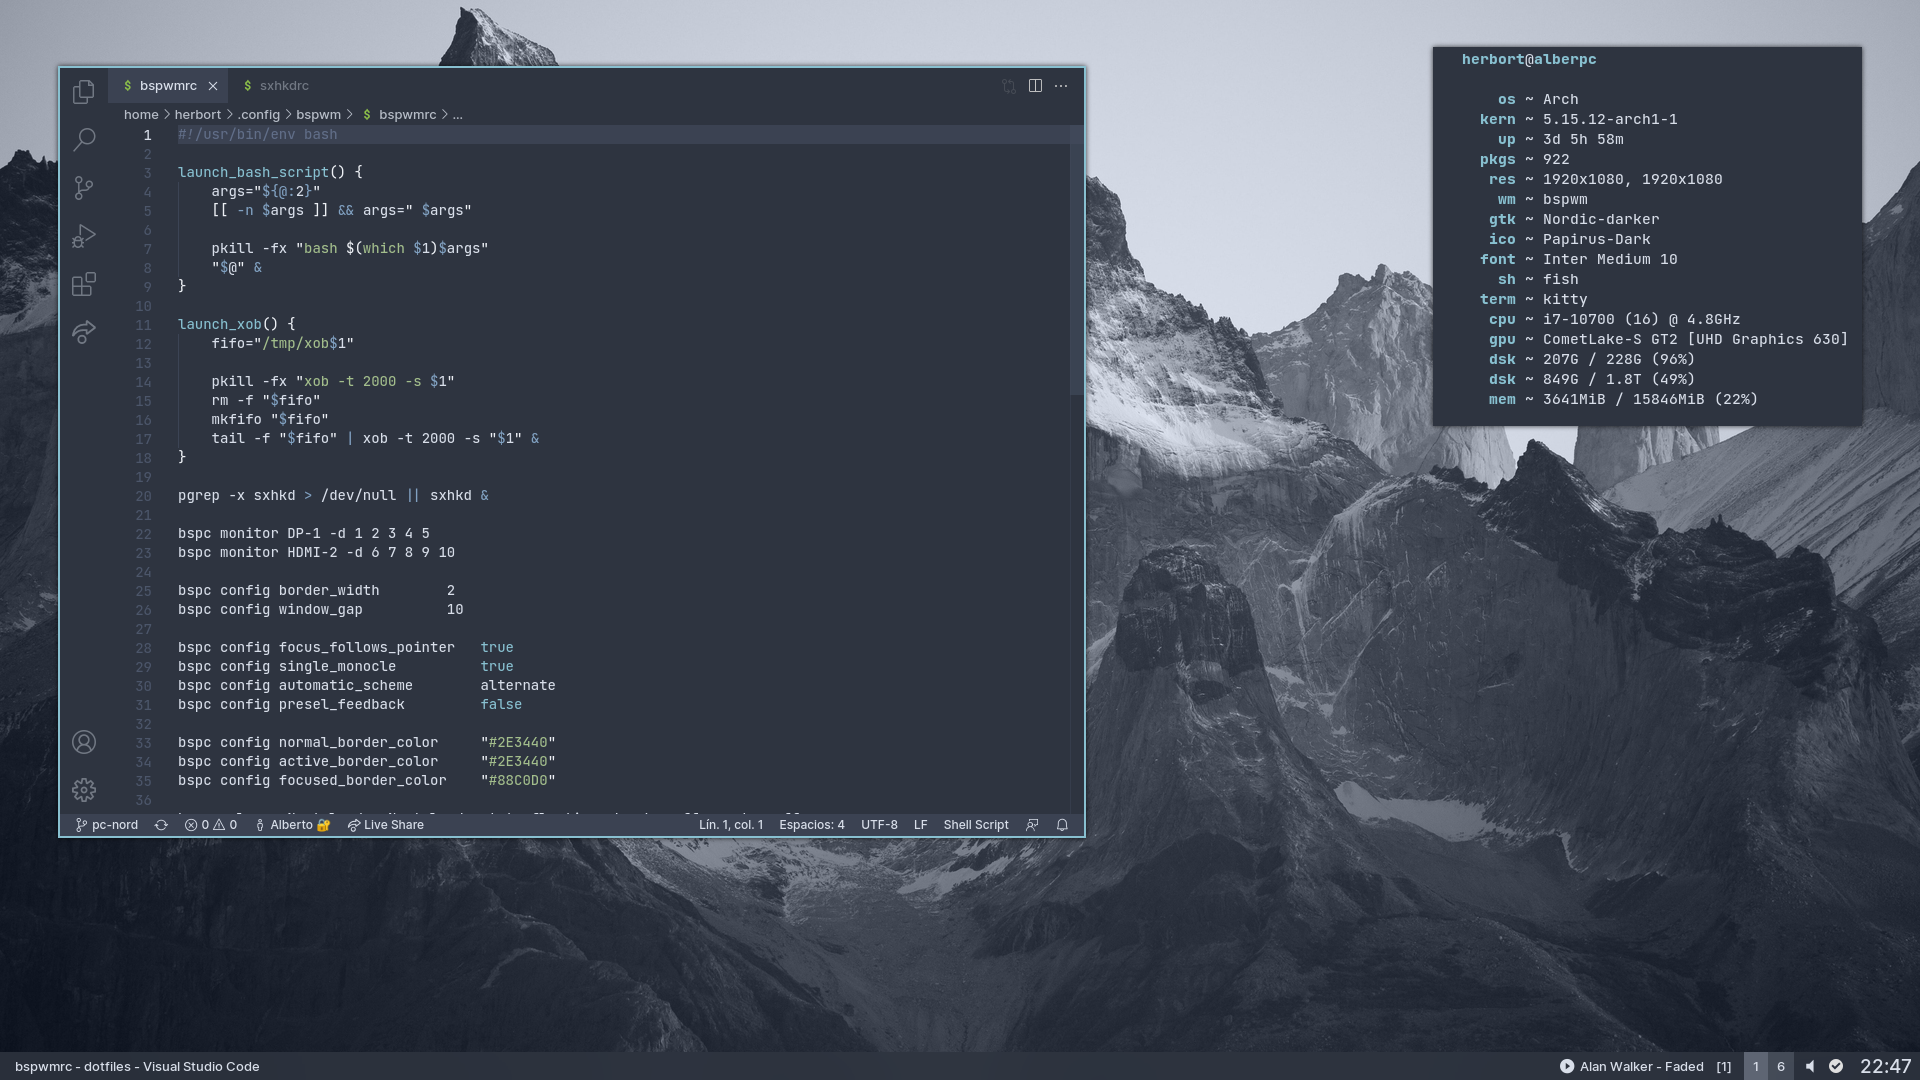 bspwmrc
sxhkdrc
home > herbort > .config > bspwm > $ bspwmrc > ...
1 #!/usr/bin/env bash
2
3 launch_bash_script() {
4     args="${@:2}"
5     [[ -n $args ]] && args=" $args"
6
7     pkill -fx "bash $(which $1)$args"
8     "$@" &
9 }
10
11 launch_xob() {
12     fifo="/tmp/xob$1"
13
14     pkill -fx "xob -t 2000 -s $1"
15     rm -f "$fifo"
16     mkfifo "$fifo"
17     tail -f "$fifo" | xob -t 2000 -s "$1" &
18 }
19
20 pgrep -x sxhkd > /dev/null || sxhkd &
21
22 bspc monitor DP-1 -d 1 2 3 4 5
23 bspc monitor HDMI-2 -d 6 7 8 9 10
24
25 bspc config border_width        2
26 bspc config window_gap          10
27
28 bspc config focus_follows_pointer   true
29 bspc config single_monocle          true
30 bspc config automatic_scheme        alternate
31 bspc config presel_feedback         false
32
33 bspc config normal_border_color     "#2E3440"
34 bspc config active_border_color     "#2E3440"
35 bspc config focused_border_color    "#88C0D0"
36
pc-nord 0 0 Alberto 🔐 Live Share Lín. 1, col. 1 Espacios: 4 UTF-8 LF Shell Script
herbort@alberpc
os ~ Arch
kern ~ 5.15.12-arch1-1
up ~ 3d 5h 58m
pkgs ~ 922
res ~ 1920x1080, 1920x1080
wm ~ bspwm
gtk ~ Nordic-darker
ico ~ Papirus-Dark
font ~ Inter Medium 10
sh ~ fish
term ~ kitty
cpu ~ i7-10700 (16) @ 4.8GHz
gpu ~ CometLake-S GT2 [UHD Graphics 630]
dsk ~ 207G / 228G (96%)
dsk ~ 849G / 1.8T (49%)
mem ~ 3641MiB / 15846MiB (22%)
bspwmrc - dotfiles - Visual Studio Code
Alan Walker - Faded [1] 1 6 22:47